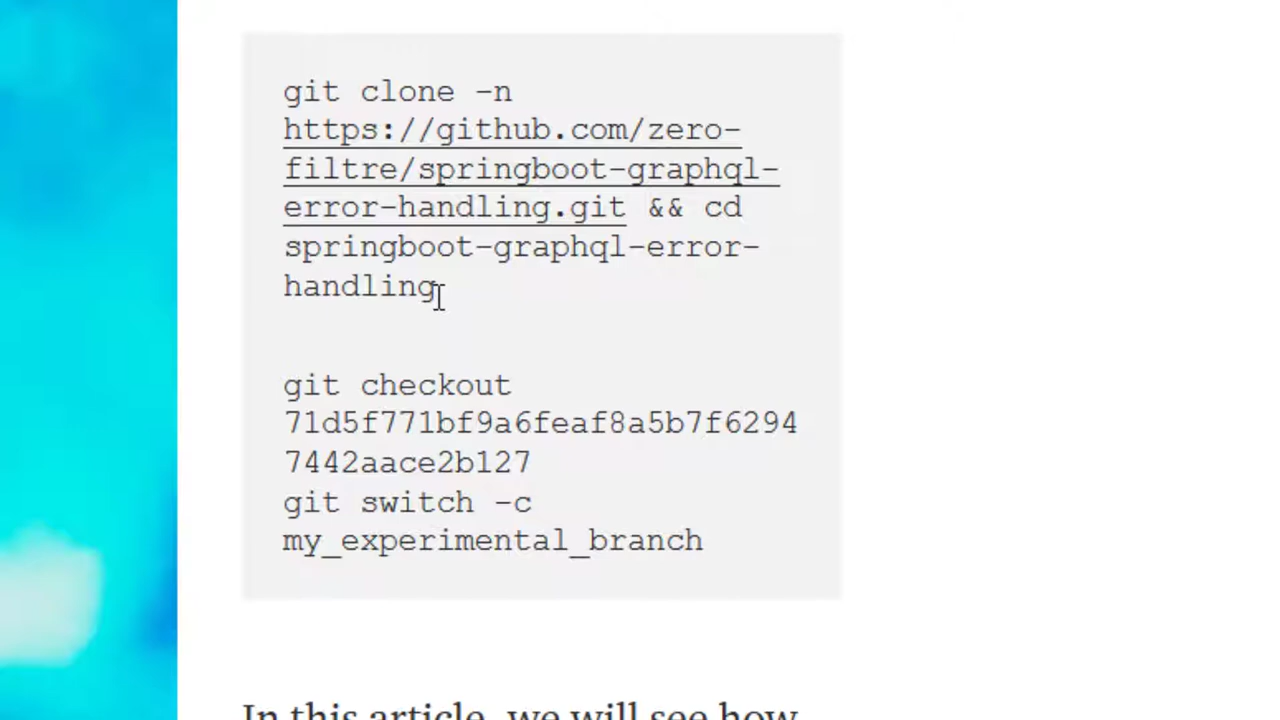 git clone -n
https://github.com/zero-
filtre/springboot-graphql-
error-handling.git && cd
springboot-graphql-error-
handling
git checkout
71d5f771bf9a6feaf8a5b7f6294
7442aace2b127
git switch -c
my_experimental_branch
In this article, we will see how